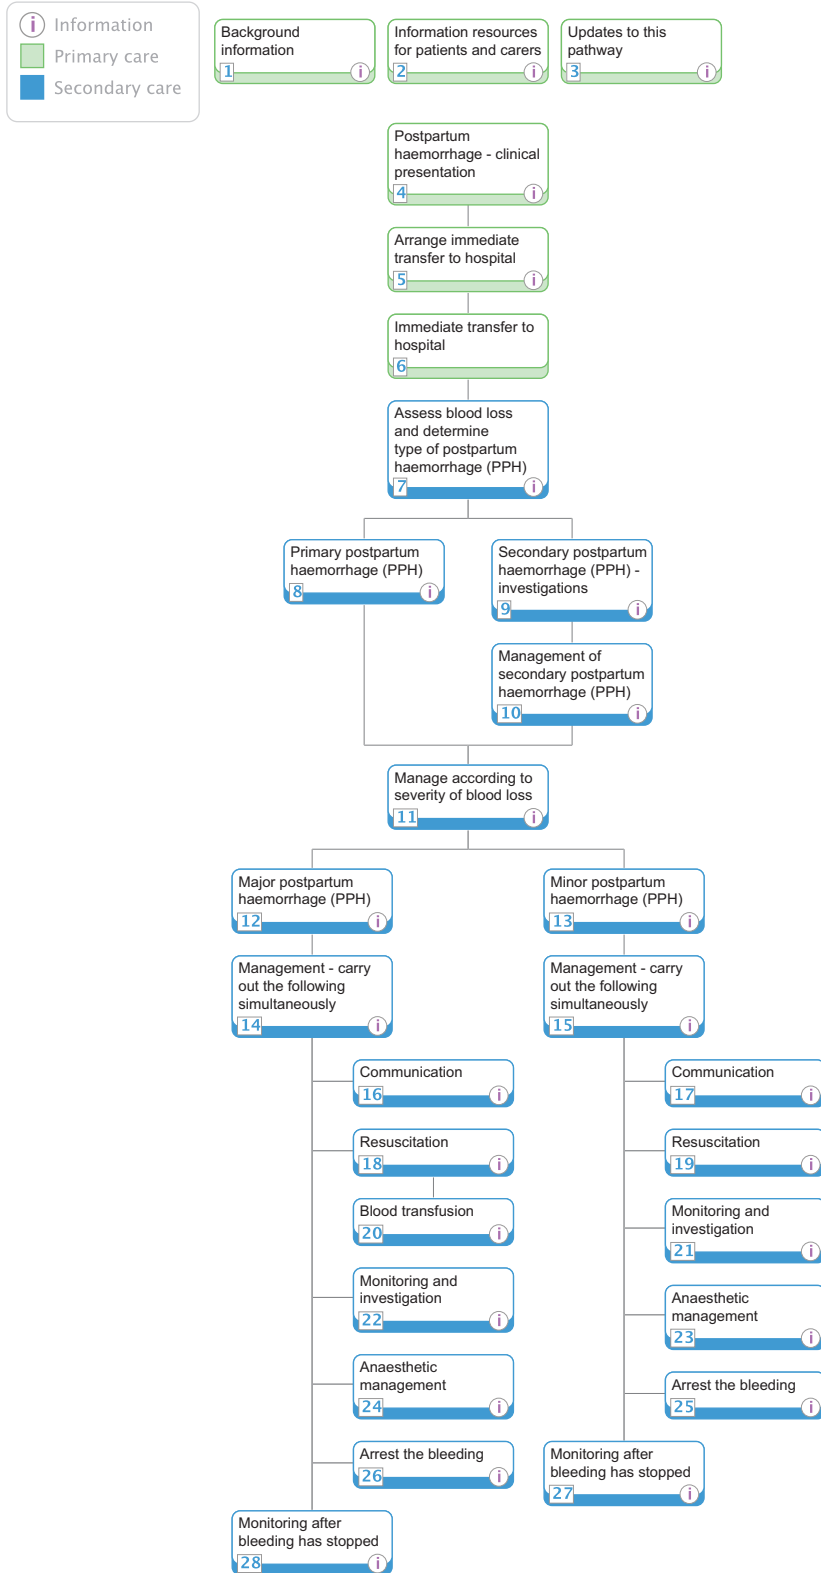 i Information
Primary care
Secondary care
Background
information
1 i
Information resources
for patients and carers
2 i
Updates to this
pathway
3 i
Postpartum
haemorrhage - clinical
presentation
4 i
Arrange immediate
transfer to hospital
5 i
Immediate transfer to
hospital
6
Assess blood loss
and determine
type of postpartum
haemorrhage (PPH)
7 i
Primary postpartum
haemorrhage (PPH)
8 i
Secondary postpartum
haemorrhage (PPH) -
investigations
9 i
Management of
secondary postpartum
haemorrhage (PPH)
10 i
Manage according to
severity of blood loss
11 i
Major postpartum
haemorrhage (PPH)
12 i
Minor postpartum
haemorrhage (PPH)
13 i
Management - carry
out the following
simultaneously
14 i
Management - carry
out the following
simultaneously
15 i
Communication
16 i
Communication
17 i
Resuscitation
18 i
Resuscitation
19 i
Blood transfusion
20 i
Monitoring and
investigation
21 i
Monitoring and
investigation
22 i
Anaesthetic
management
23 i
Anaesthetic
management
24 i
Arrest the bleeding
25 i
Arrest the bleeding
26 i
Monitoring after
bleeding has stopped
27 i
Monitoring after
bleeding has stopped
28 i